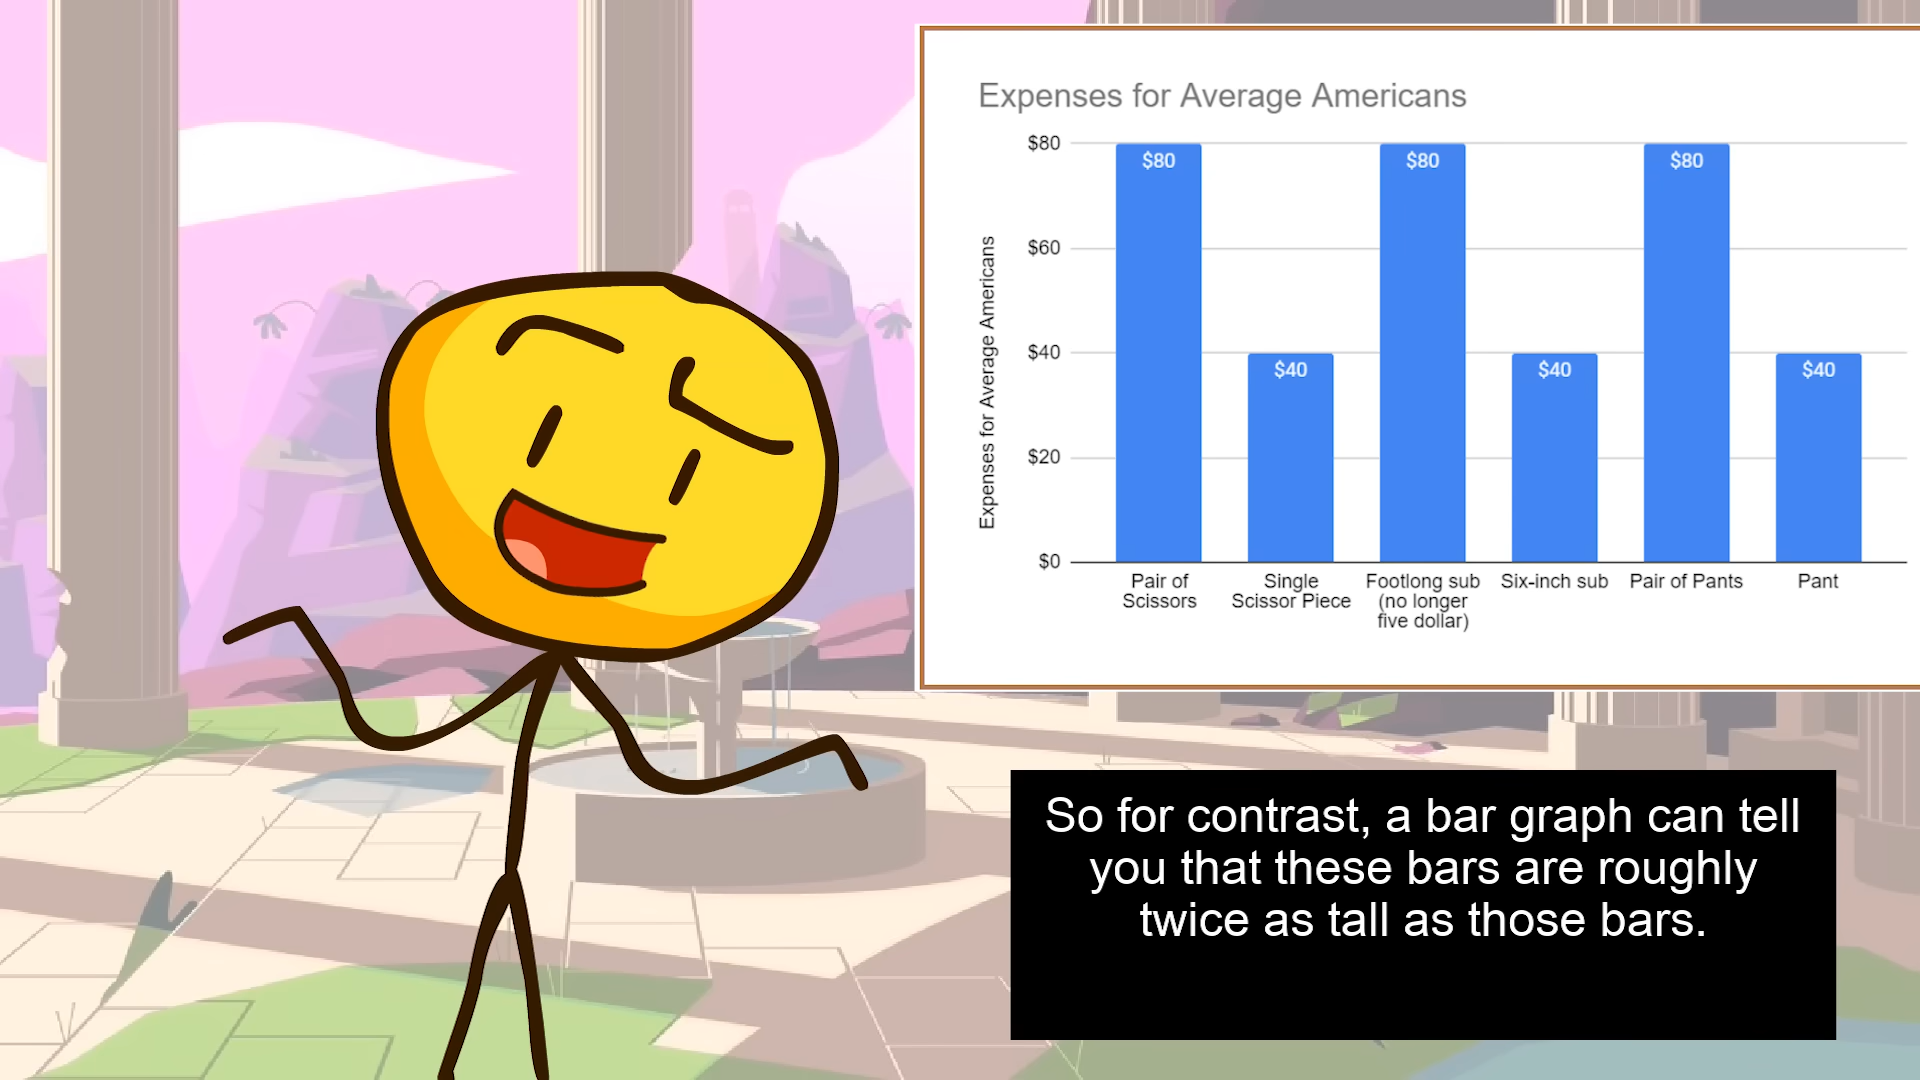 Expenses for Average Americans
Expenses for Average Americans
$80
$60
$40
$20
$0
$80
$40
$80
$40
$80
$40
Pair of
Scissors
Single
Scissor Piece
Footlong sub
(no longer
five dollar)
Six-inch sub
Pair of Pants
Pant
So for contrast, a bar graph can tell
you that these bars are roughly
twice as tall as those bars.